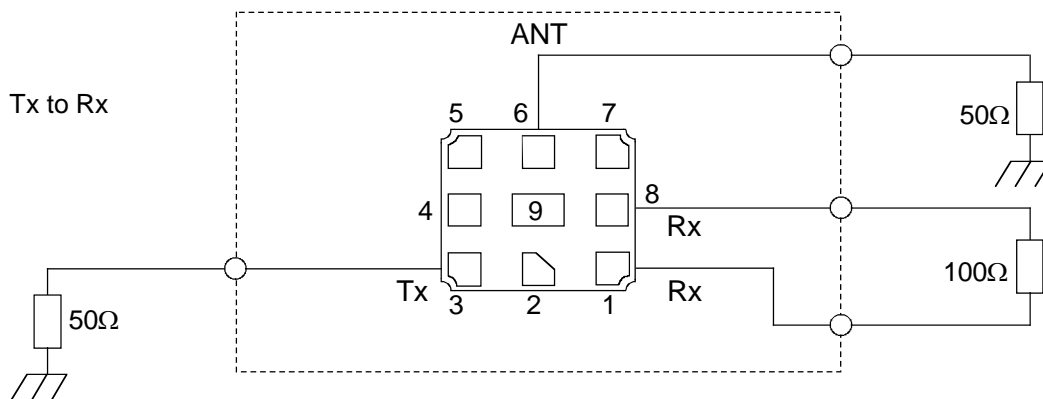 ANT
Tx to Rx
5 6 7
50Ω
4 9 8
Rx
100Ω
Tx Rx
3 2 1
50Ω